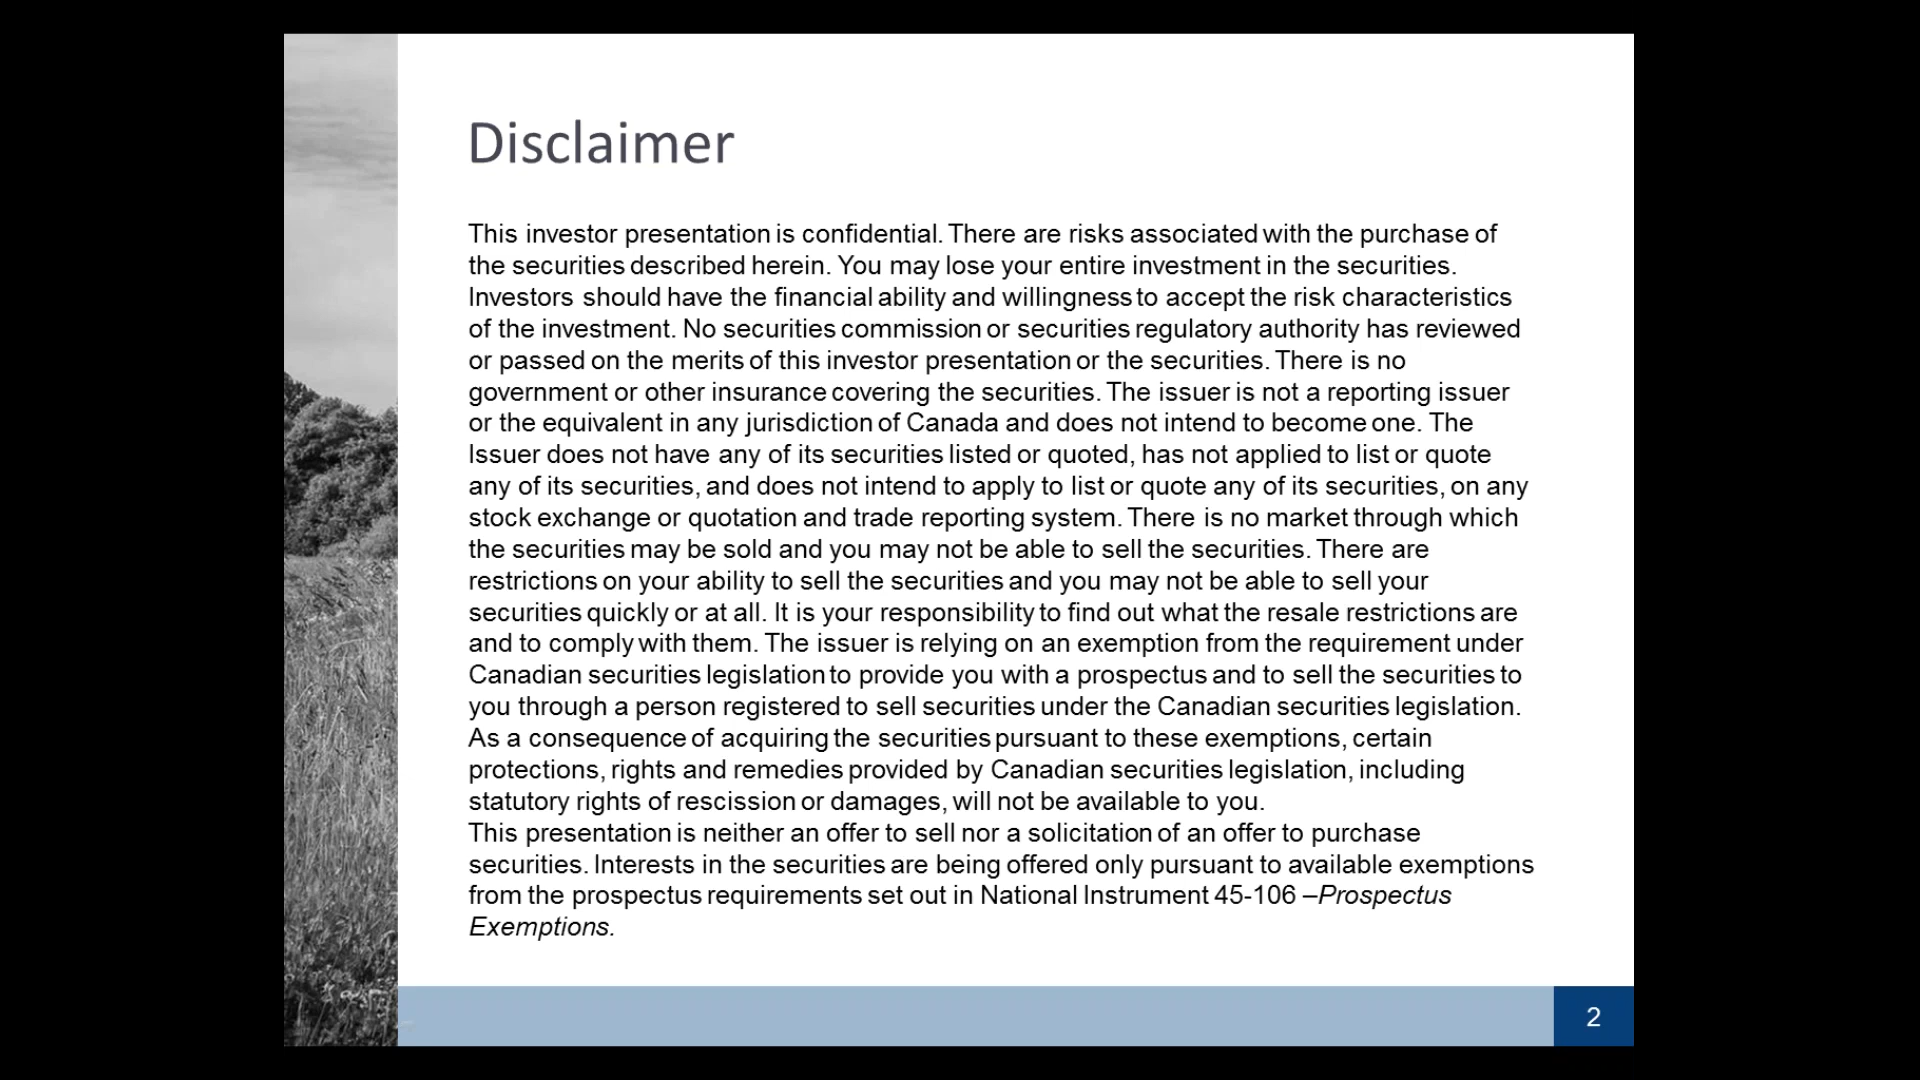 Disclaimer
This investor presentation is confidential. There are risks associated with the purchase of
the securities described herein. You may lose your entire investment in the securities.
Investors should have the financial ability and willingness to accept the risk characteristics
of the investment. No securities commission or securities regulatory authority has reviewed
or passed on the merits of this investor presentation or the securities. There is no
government or other insurance covering the securities. The issuer is not a reporting issuer
or the equivalent in any jurisdiction of Canada and does not intend to become one. The
Issuer does not have any of its securities listed or quoted, has not applied to list or quote
any of its securities, and does not intend to apply to list or quote any of its securities, on any
stock exchange or quotation and trade reporting system. There is no market through which
the securities may be sold and you may not be able to sell the securities. There are
restrictions on your ability to sell the securities and you may not be able to sell your
securities quickly or at all. It is your responsibility to find out what the resale restrictions are
and to comply with them. The issuer is relying on an exemption from the requirement under
Canadian securities legislation to provide you with a prospectus and to sell the securities to
you through a person registered to sell securities under the Canadian securities legislation.
As a consequence of acquiring the securities pursuant to these exemptions, certain
protections, rights and remedies provided by Canadian securities legislation, including
statutory rights of rescission or damages, will not be available to you.
This presentation is neither an offer to sell nor a solicitation of an offer to purchase
securities. Interests in the securities are being offered only pursuant to available exemptions
from the prospectus requirements set out in National Instrument 45-106 –Prospectus
Exemptions.
2